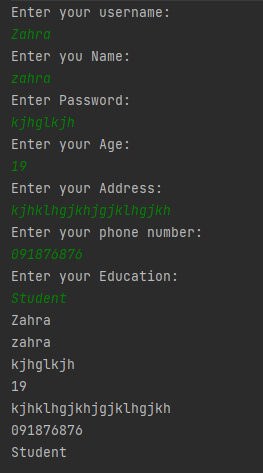 Enter your username:
Zahra
Enter you Name:
zahra
Enter Password:
kjhglkjh
Enter your Age:
19
Enter your Address:
kjhklhgjkhjgjklhgjkh
Enter your phone number:
091876876
Enter your Education:
Student
Zahra
zahra
kjhglkjh
19
kjhklhgjkhjgjklhgjkh
091876876
Student